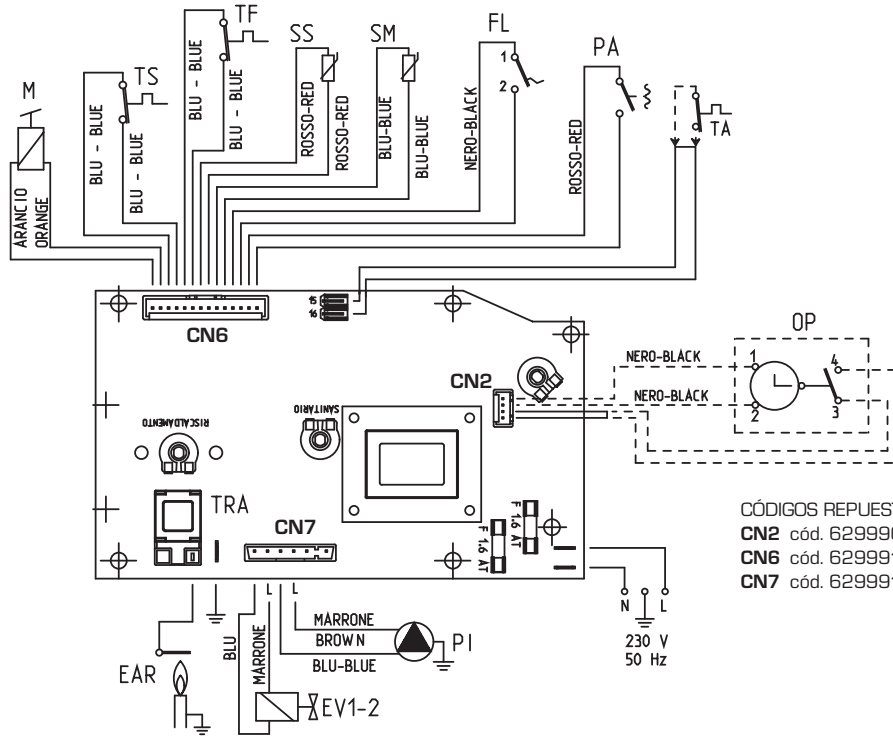 TF
SS
SM
FL
PA
M
TS
TA
1
2
BLU - BLUE
BLU - BLUE
BLU - BLUE
BLU - BLUE
ROSSO-RED
ROSSO-RED
BLU-BLUE
BLU-BLUE
NERO-BLACK
ROSSO-RED
ARANCIO
ORANGE
15
16
CN6
OP
NERO-BLACK
NERO-BLACK
1
2
4
3
CN2
RISCALDAMENTO
SANITARIO
TRA
CN7
F 1.6 AT
F 1.6 AT
CÓDIGOS REPUEST
CN2 cód. 629990
CN6 cód. 629991
CN7 cód. 629991
N
L
230 V
50 Hz
L
L
BLU
MARRONE
MARRONE
BROWN
BLU-BLUE
PI
EAR
EV1-2